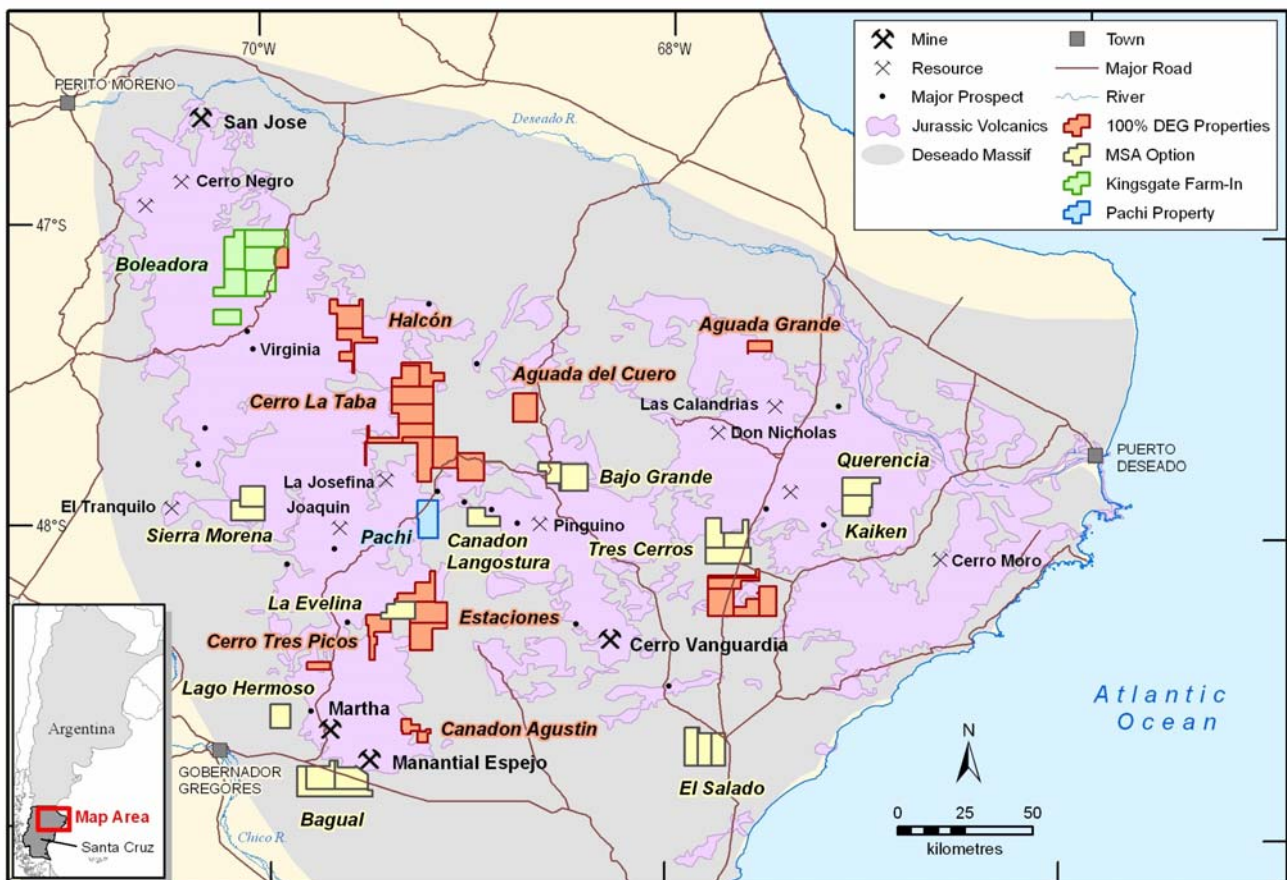 70°W
68°W
Mine
Resource
Major Prospect
Jurassic Volcanics
Deseado Massif
Town
Major Road
River
100% DEG Properties
MSA Option
Kingsgate Farm-In
Pachi Property
PERITO MORENO
San Jose
Deseado R.
Cerro Negro
47°S
Boleadora
Halcón
Virginia
Aguada Grande
Aguada del Cuero
Cerro La Taba
Las Calandrias
Don Nicholas
PUERTO
DESEADO
Querencia
La Josefina
Bajo Grande
El Tranquilo
Joaquin
48°S
Sierra Morena
Pachi
Canadon
Langostura
Pinguino
Tres Cerros
Kaiken
Cerro Moro
La Evelina
Estaciones
Cerro Tres Picos
Cerro Vanguardia
Lago Hermoso
Martha
Atlantic
Ocean
Canadon Agustin
Manantial Espejo
GOBERNADOR
GREGORES
El Salado
Bagual
Chico R.
N
0 25 50
kilometres
Argentina
Map Area
Santa Cruz